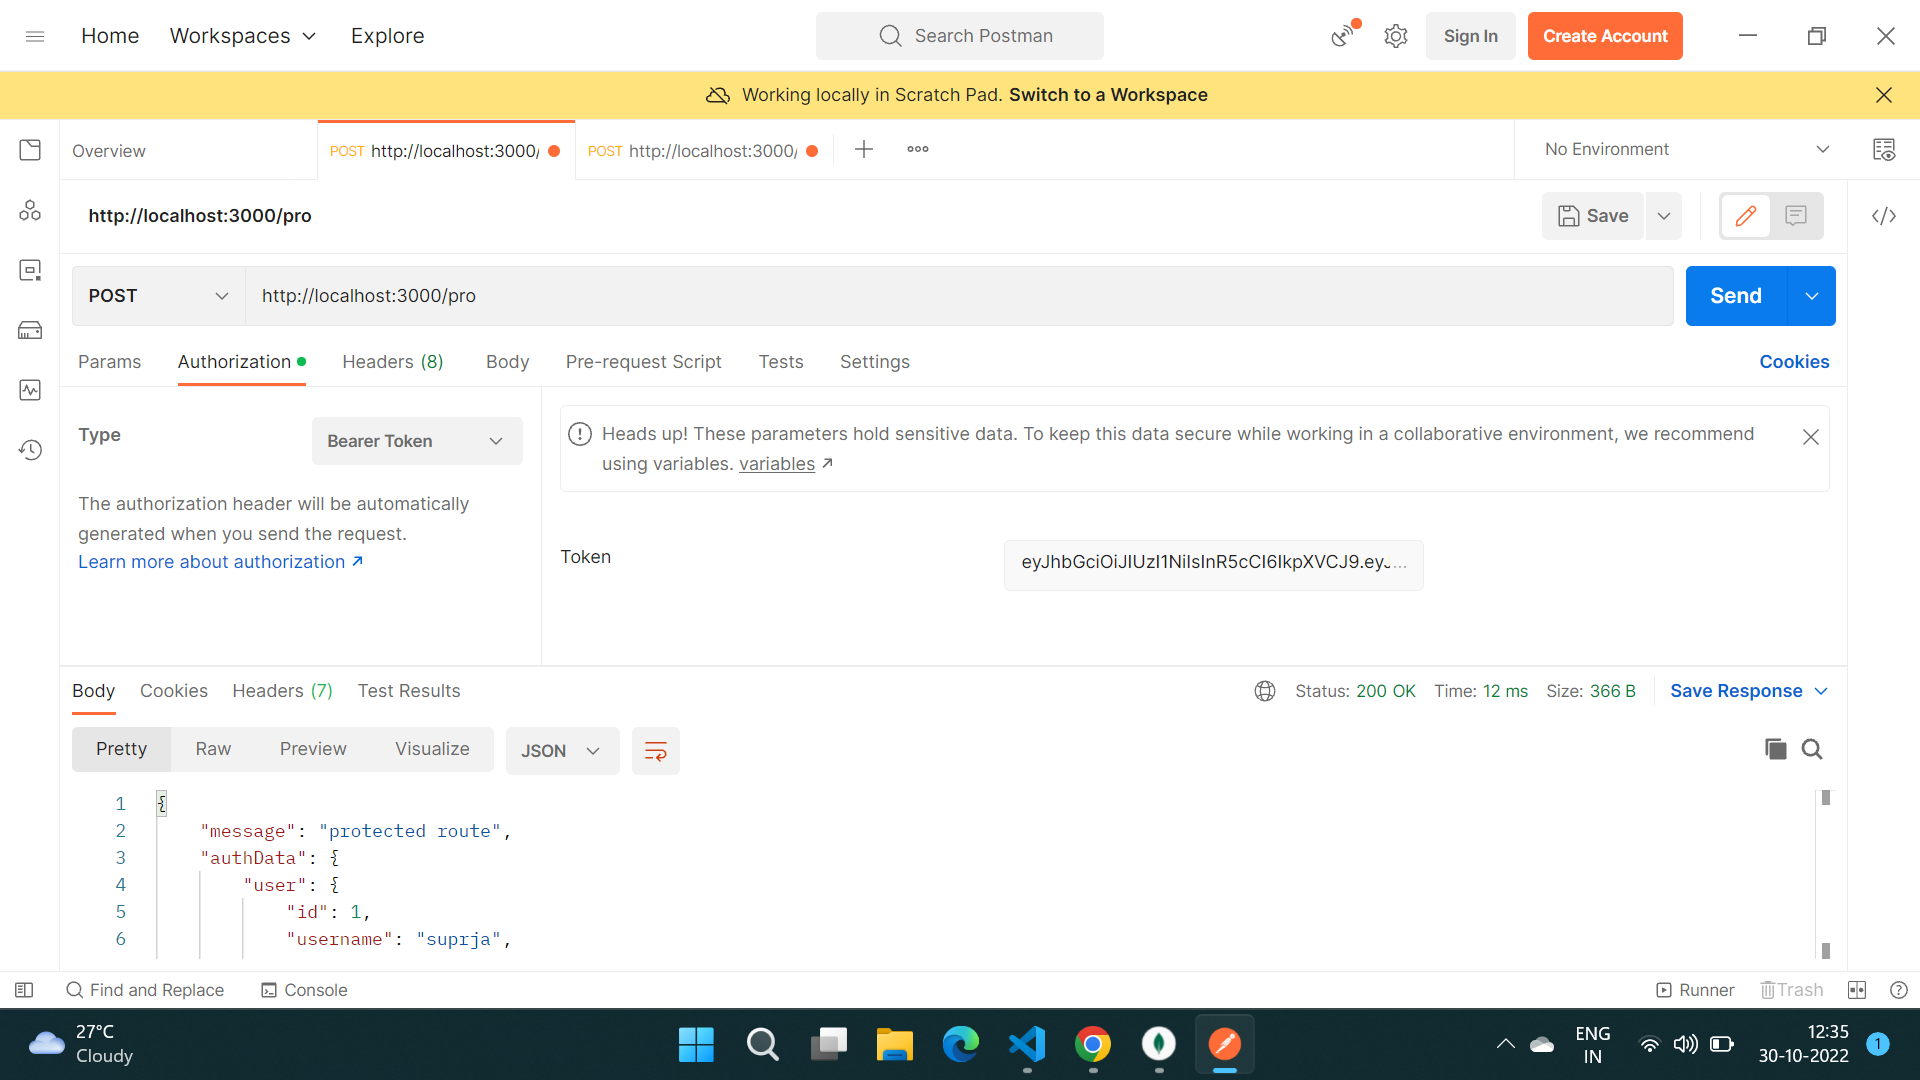 Home Workspaces Explore Search Postman Sign In Create Account
Working locally in Scratch Pad. Switch to a Workspace
Overview POST http://localhost:3000/ POST http://localhost:3000/ No Environment
http://localhost:3000/pro Save
POST http://localhost:3000/pro Send
Params Authorization Headers (8) Body Pre-request Script Tests Settings Cookies
Type Bearer Token
The authorization header will be automatically
generated when you send the request.
Learn more about authorization ↗
Heads up! These parameters hold sensitive data. To keep this data secure while working in a collaborative environment, we recommend
using variables. variables ↗
Token eyJhbGciOiJIUzI1NiIsInR5cCI6IkpXVCJ9.eyJ...
Body Cookies Headers (7) Test Results Status: 200 OK Time: 12 ms Size: 366 B Save Response
Pretty Raw Preview Visualize JSON
1 {
2 "message": "protected route",
3 "authData": {
4 "user": {
5 "id": 1,
6 "username": "suprja",
Find and Replace Console Runner Trash
27°C
Cloudy
ENG
IN
12:35
30-10-2022
1